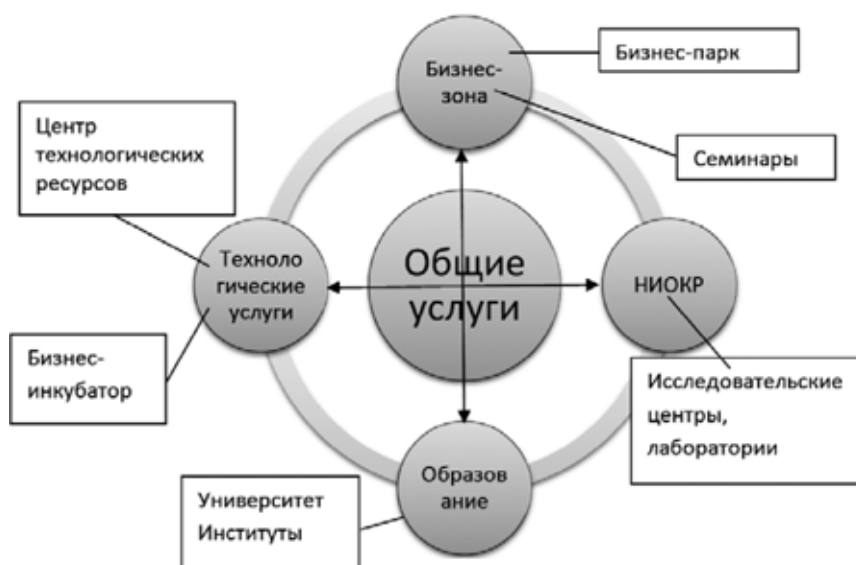 Бизнес-парк
Бизнес-
зона
Семинары
Центр
технологических
ресурсов
Общие
услуги
Техноло
гические
услуги
НИОКР
Бизнес-
инкубатор
Исследовательские
центры,
лаборатории
Образов
ание
Университет
Институты